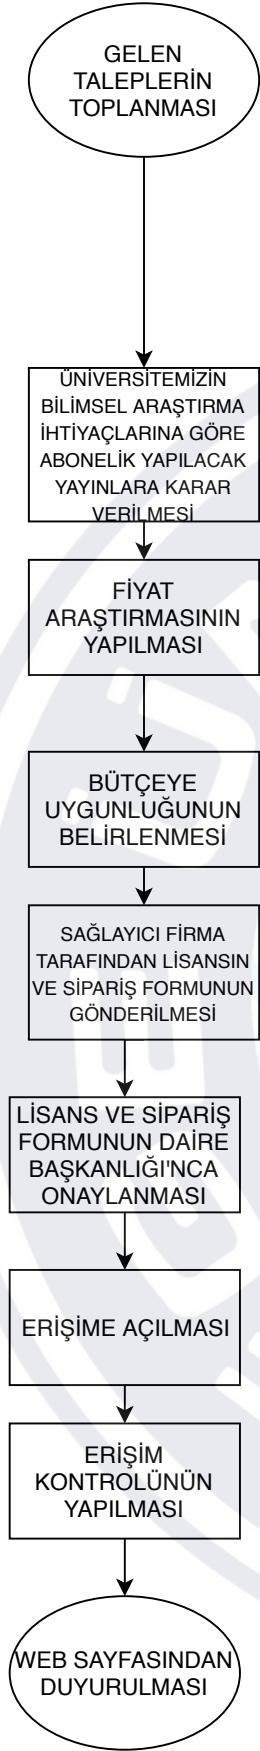 GELEN
TALEPLERİN
TOPLANMASI
ÜNİVERSİTEMİZİN
BİLİMSEL ARAŞTIRMA
İHTİYAÇLARINA GÖRE
ABONELİK YAPILACAK
YAYINLARA KARAR
VERİLMESİ
FİYAT
ARAŞTIRMASININ
YAPILMASI
BÜTÇEYE
UYGUNLUĞUNUN
BELİRLENMESİ
SAĞLAYICI FİRMA
TARAFINDAN LİSANSIN
VE SİPARİŞ FORMUNUN
GÖNDERİLMESİ
LİSANS VE SİPARİŞ
FORMUNUN DAİRE
BAŞKANLIĞI'NCA
ONAYLANMASI
ERİŞİME AÇILMASI
ERİŞİM
KONTROLÜNÜN
YAPILMASI
WEB SAYFASINDAN
DUYURULMASI